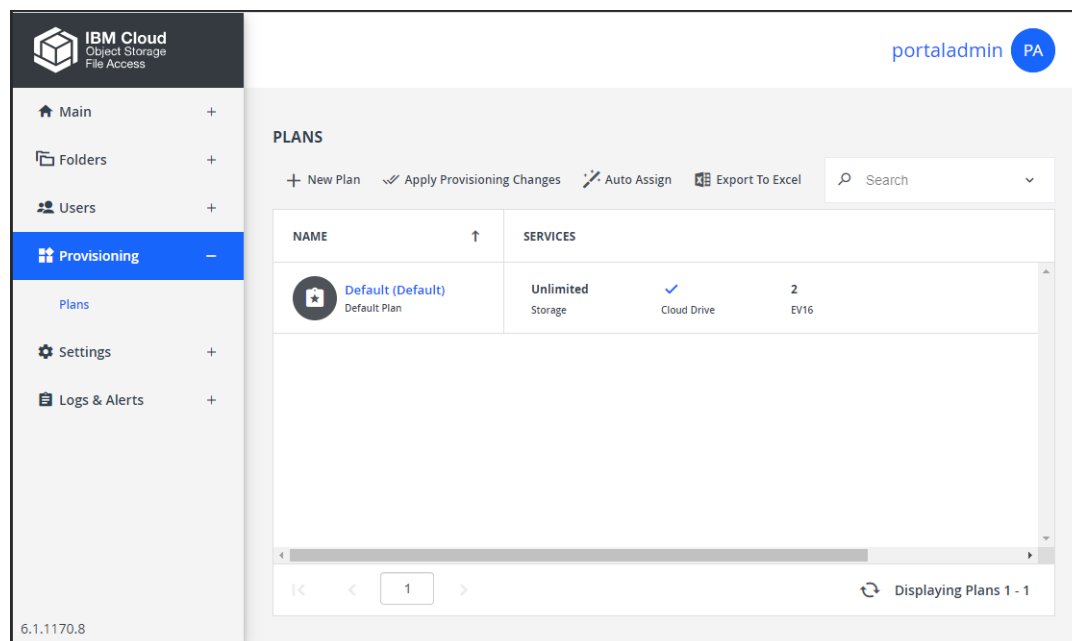 IBM Cloud
Object Storage
File Access
portaladmin PA
Main
Folders
Users
Provisioning
Plans
Settings
Logs & Alerts
6.1.1170.8
PLANS
New Plan Apply Provisioning Changes Auto Assign Export To Excel Search
NAME SERVICES
Default (Default) Unlimited 2
Default Plan Storage Cloud Drive EV16
1 Displaying Plans 1 - 1